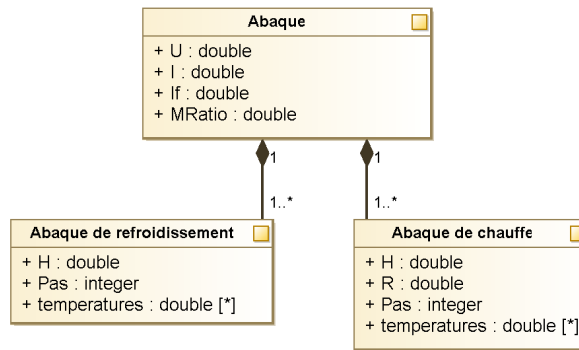 Abaque
+ U : double
+ I : double
+ If : double
+ MRatio : double
1
1
1..*
1..*
Abaque de refroidissement
+ H : double
+ Pas : integer
+ temperatures : double [*]
Abaque de chauffe
+ H : double
+ R : double
+ Pas : integer
+ temperatures : double [*]